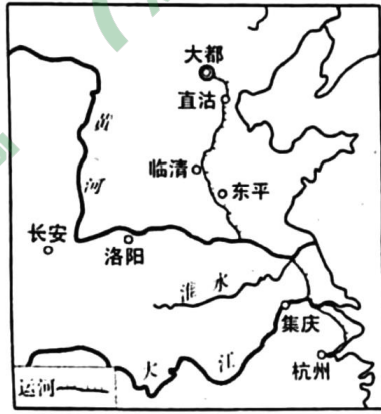 大都
直沽
黄
河
临清
东平
长安
洛阳
淮 水
集庆
大 江
杭州
运河